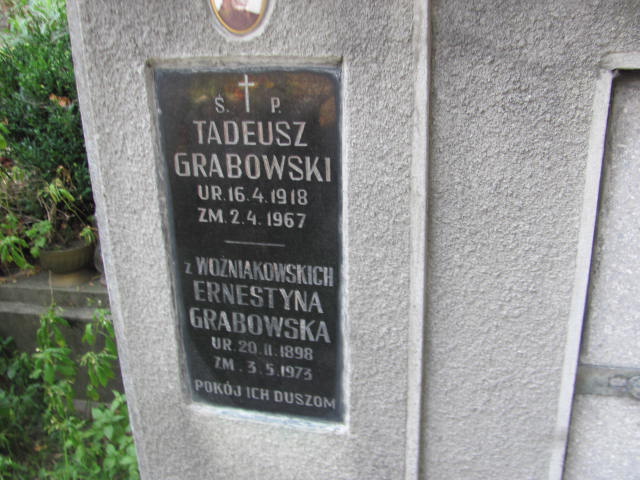 Ś. P.
TADEUSZ
GRABOWSKI
UR. 16. 4. 1918
ZM. 2. 4. 1967
z WOŹNIAKOWSKICH
ERNESTYNA
GRABOWSKA
UR. 20. II. 1898
ZM. 3. 5. 1973
POKÓJ ICH DUSZOM